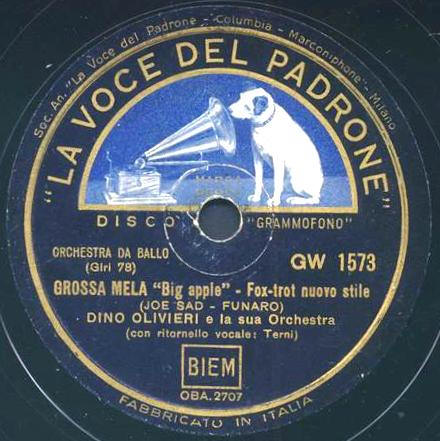 Soc. An. "La Voce del Padrone - Columbia - Marconiphone" - Milano
"LA VOCE DEL PADRONE"
DISCO "GRAMMOFONO"
ORCHESTRA DA BALLO
(Giri 78)
GW 1573
GROSSA MELA "Big apple" - Fox-trot nuovo stile
(JOE SAD - FUNARO)
DINO OLIVIERI e la sua Orchestra
(con ritornello vocale: Terni)
BIEM
OBA. 2707
FABBRICATO IN ITALIA